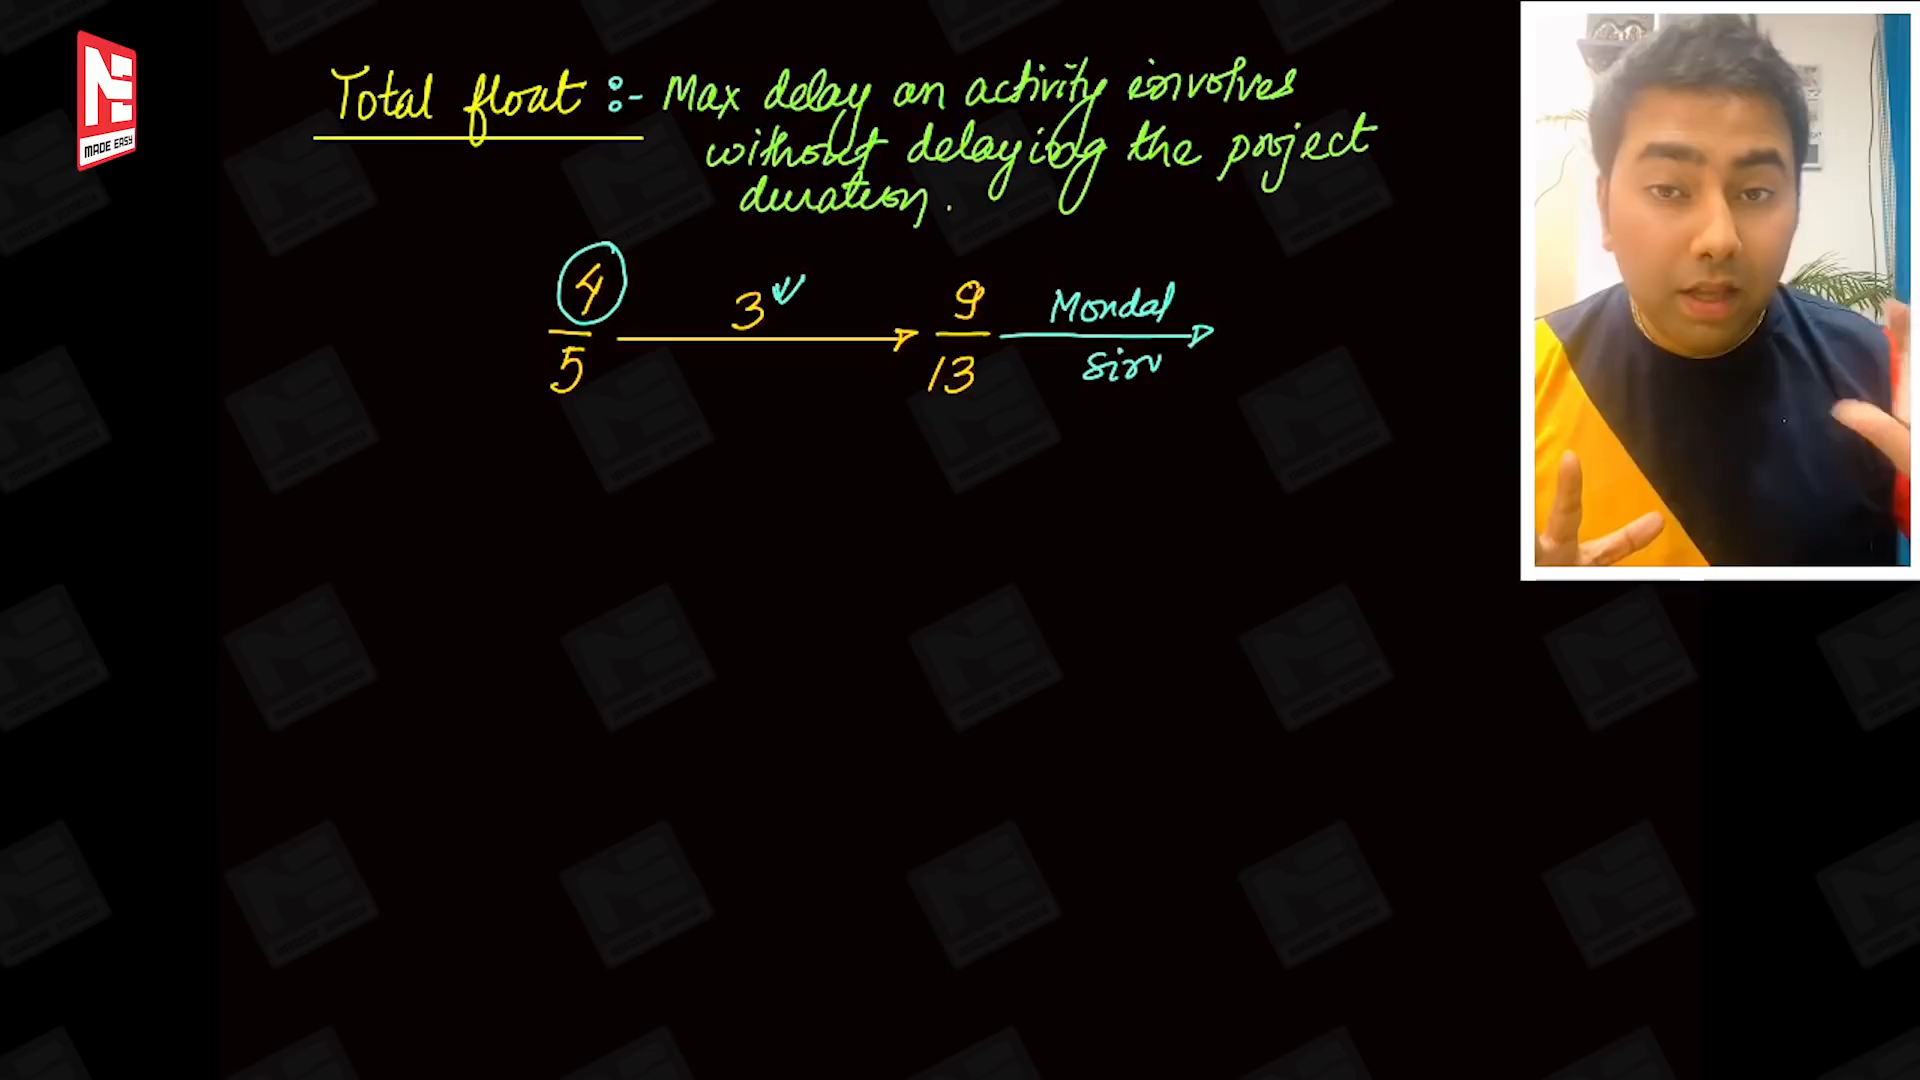 Total float :- Max delay an activity involves
without delaying the project
duration.
4 3 9 Mondal
5 13 Sir
MADE EASY